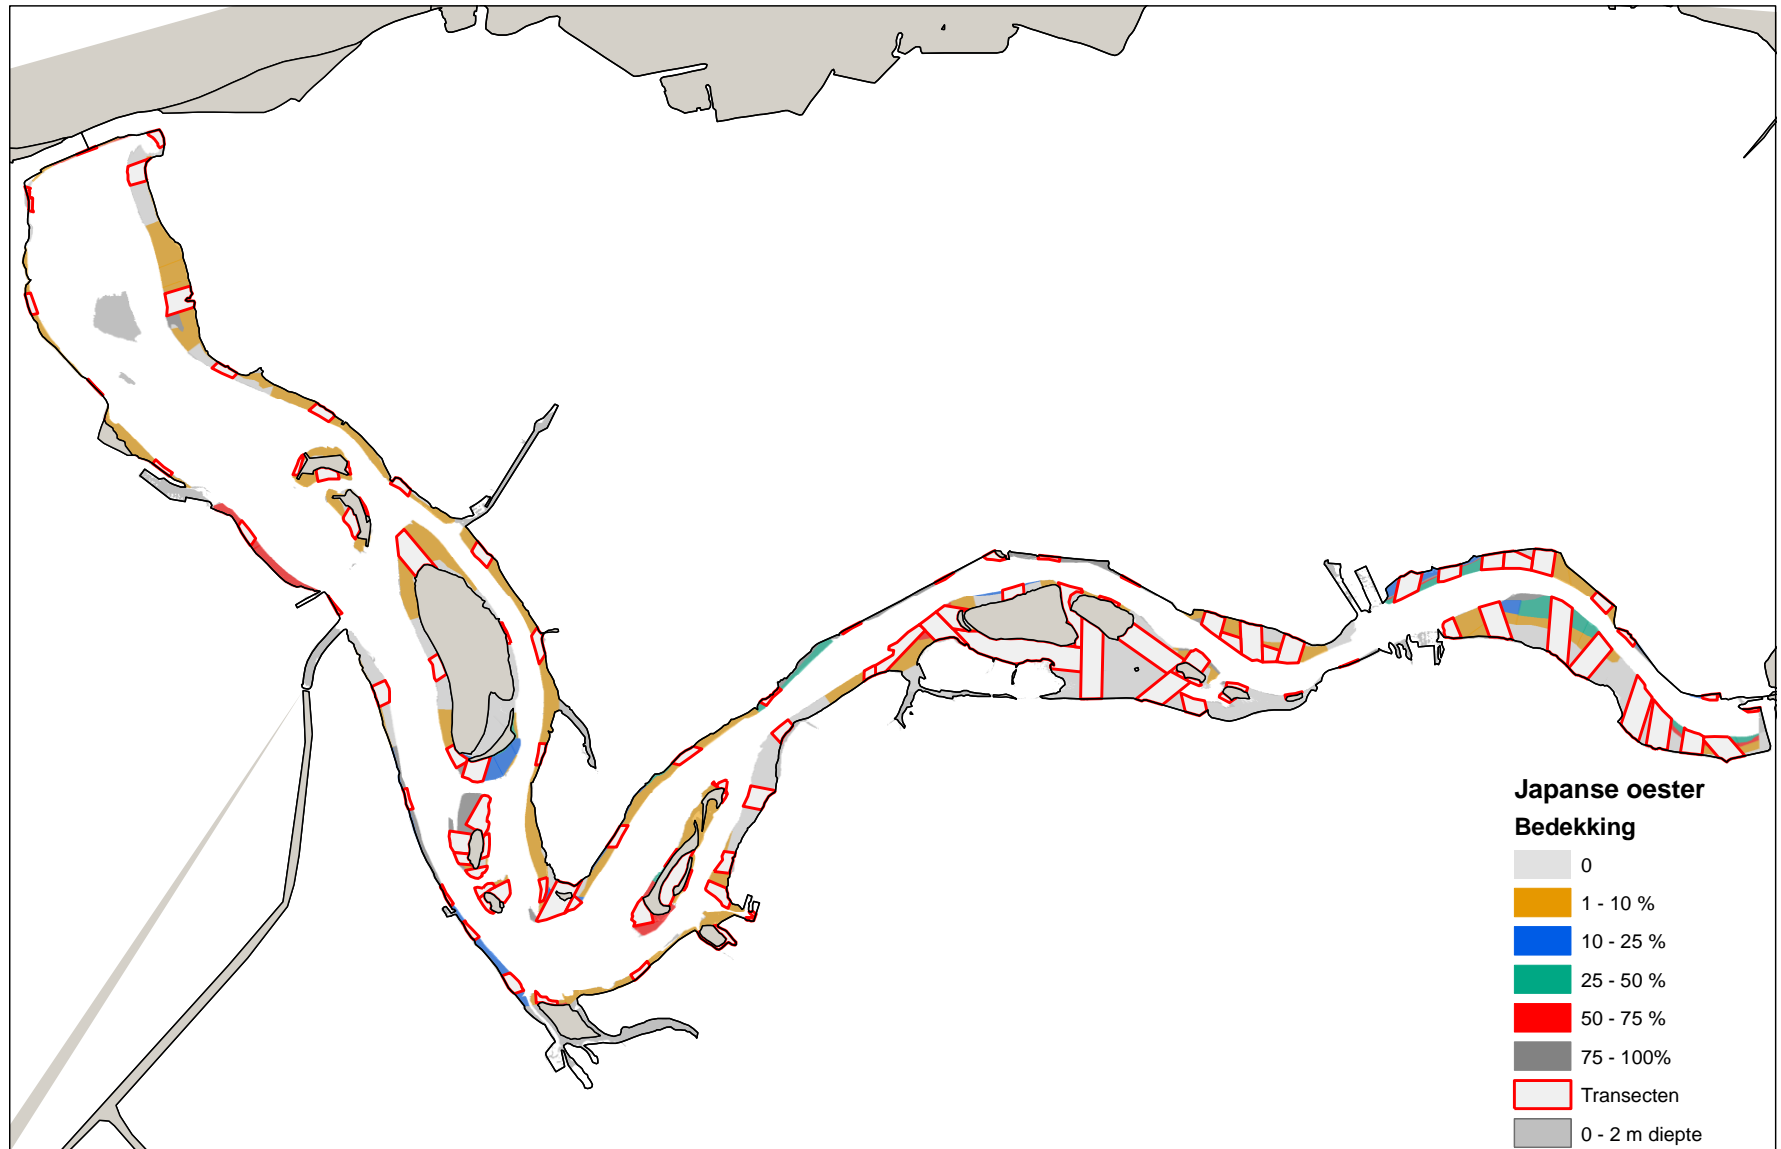 Japanse oester
Bedekking
0
1 - 10 %
10 - 25 %
25 - 50 %
50 - 75 %
75 - 100%
Transecten
0 - 2 m diepte